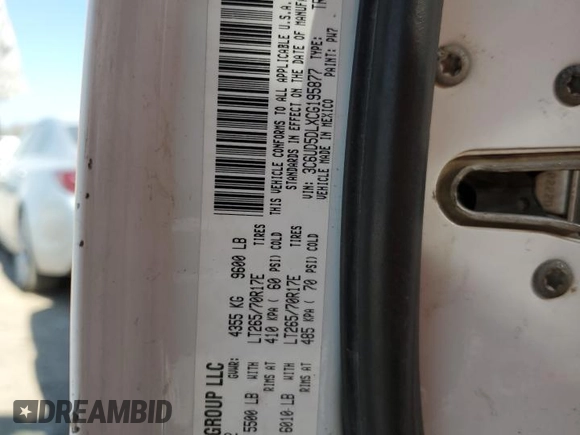 GROUP LLC
GVWR: 4355 KG 9600 LB
5500 LB WITH LT265/70R17E TIRES
RIMS AT 410 KPA ( 60 PSI) COLD
6010 LB WITH LT265/70R17E TIRES
RIMS AT 485 KPA ( 70 PSI) COLD
THIS VEHICLE CONFORMS TO ALL APPLICABLE U.S.A.
STANDARDS IN EFFECT ON THE DATE OF MANUF
VIN: 3C6UD5DLXCG195877 TYPE: TR
VEHICLE MADE IN MEXICO PAINT: PW7
DREAMBID